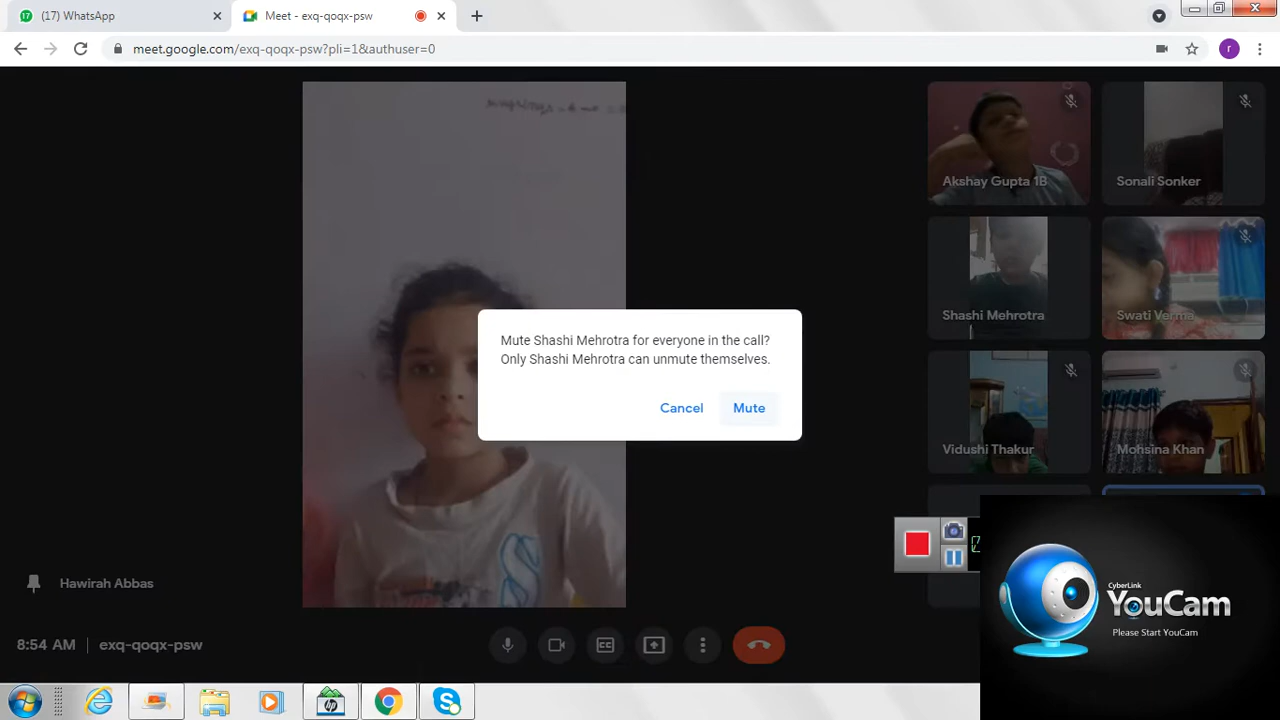 (17) WhatsApp
Meet - exq-qoqx-psw
meet.google.com/exq-qoqx-psw?pli=1&authuser=0
r
Akshay Gupta 1B
Sonali Sonker
Shashi Mehrotra
Swati Verma
Mute Shashi Mehrotra for everyone in the call?
Only Shashi Mehrotra can unmute themselves.
Cancel
Mute
Vidushi Thakur
Mohsina Khan
Hawirah Abbas
CyberLink
YouCam
Please Start YouCam
8:54 AM
exq-qoqx-psw